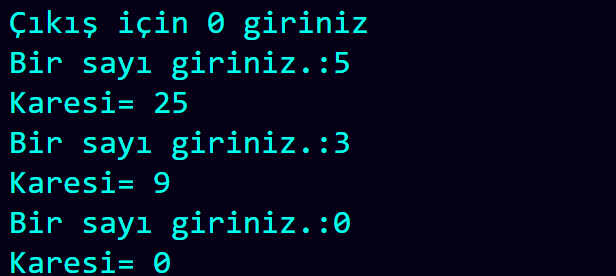 Çıkış için 0 giriniz
Bir sayı giriniz.:5
Karesi= 25
Bir sayı giriniz.:3
Karesi= 9
Bir sayı giriniz.:0
Karesi= 0